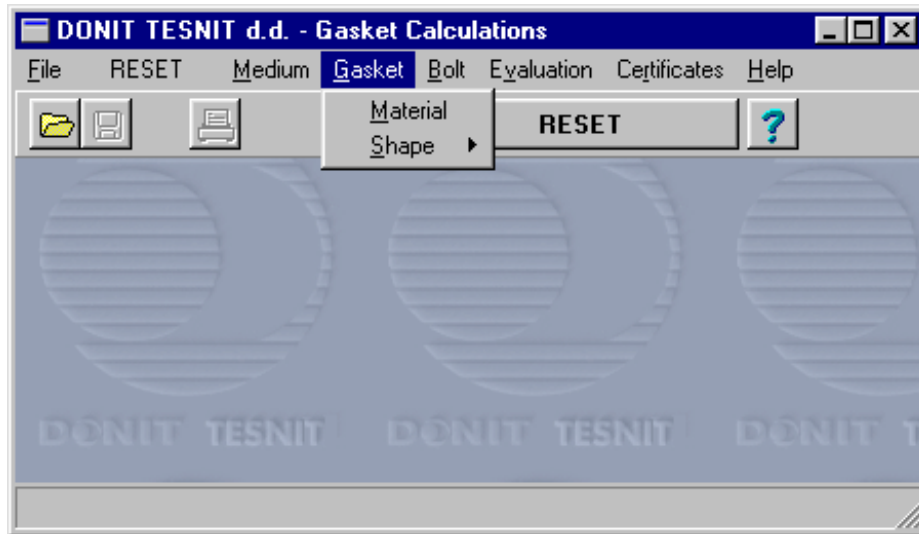 DONIT TESNIT d.d. - Gasket Calculations
File RESET Medium Gasket Bolt Evaluation Certificates Help
Material
RESET ?
Shape
DONIT TESNIT DONIT TESNIT DONIT T